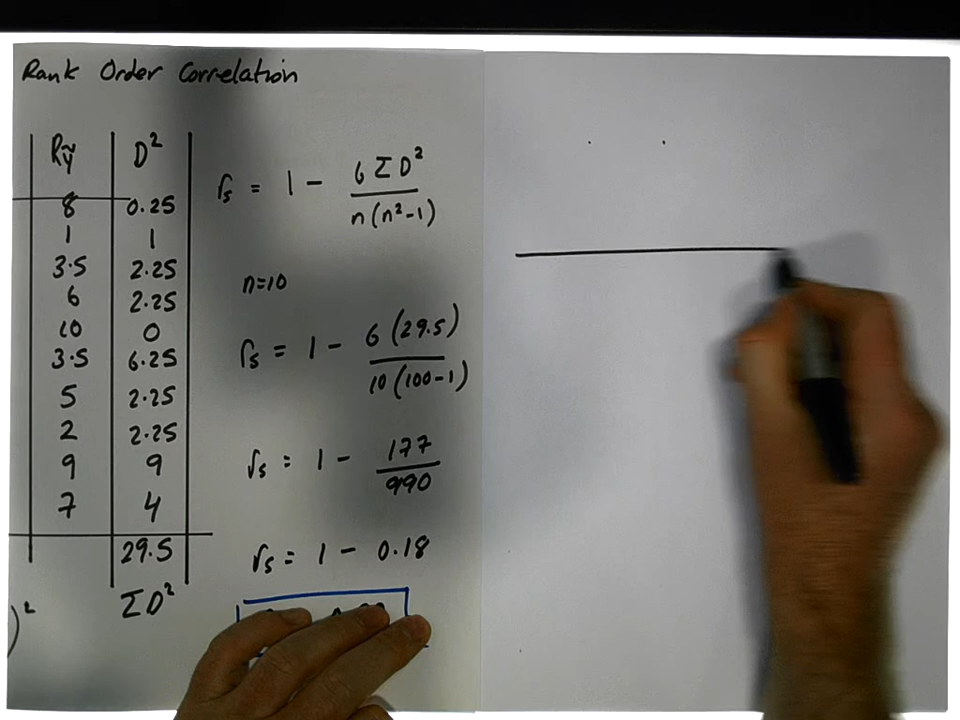 Rank Order Correlation
Rỹ D²
8 0.25
1 1
3.5 2.25
6 2.25
10 0
3.5 6.25
5 2.25
2 2.25
9 9
7 4
29.5
ΣD²
)²
rs = 1 - 6ΣD² / n(n²-1)
n=10
rs = 1 - 6(29.5) / 10(100-1)
rs = 1 - 177 / 990
rs = 1 - 0.18